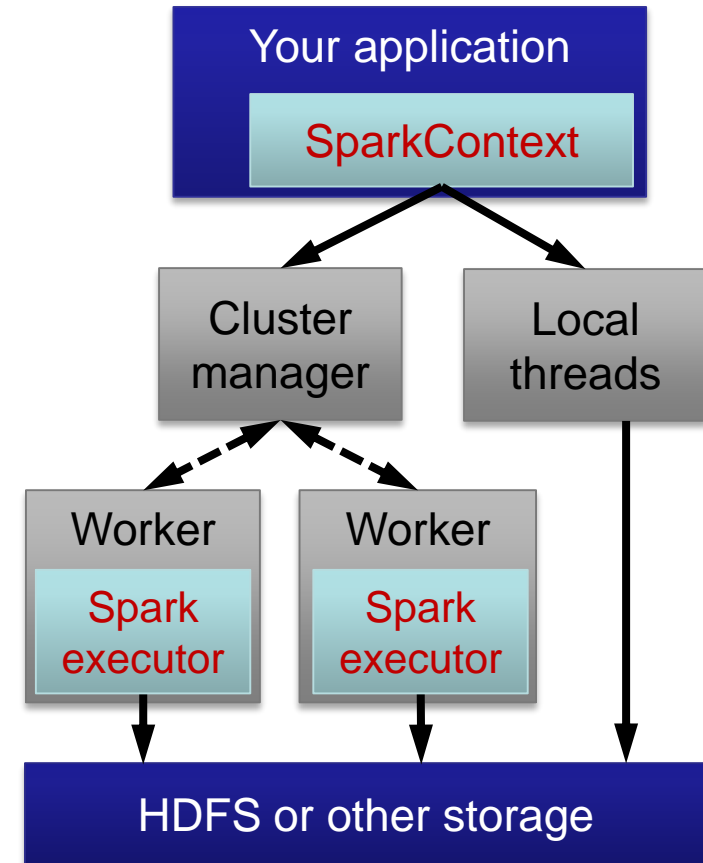 Your application
SparkContext
Cluster
manager
Local
threads
Worker
Spark
executor
Worker
Spark
executor
HDFS or other storage